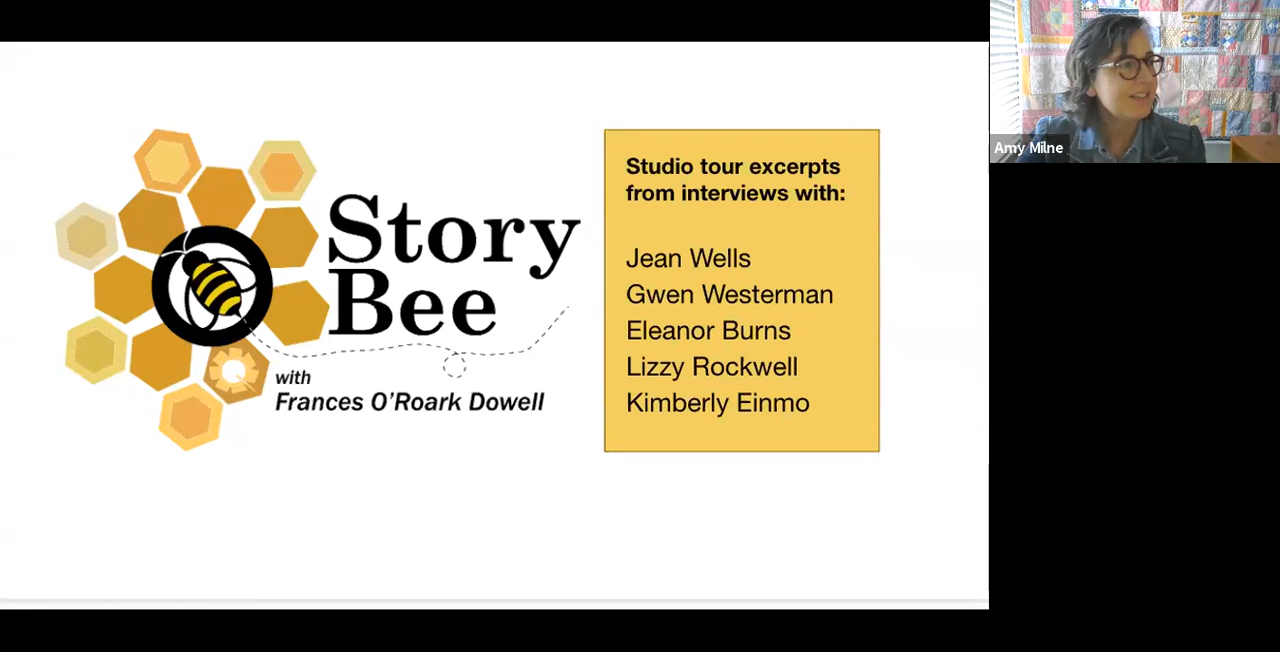 Story
Bee
with
Frances O'Roark Dowell
Studio tour excerpts
from interviews with:
Jean Wells
Gwen Westerman
Eleanor Burns
Lizzy Rockwell
Kimberly Einmo
Amy Milne